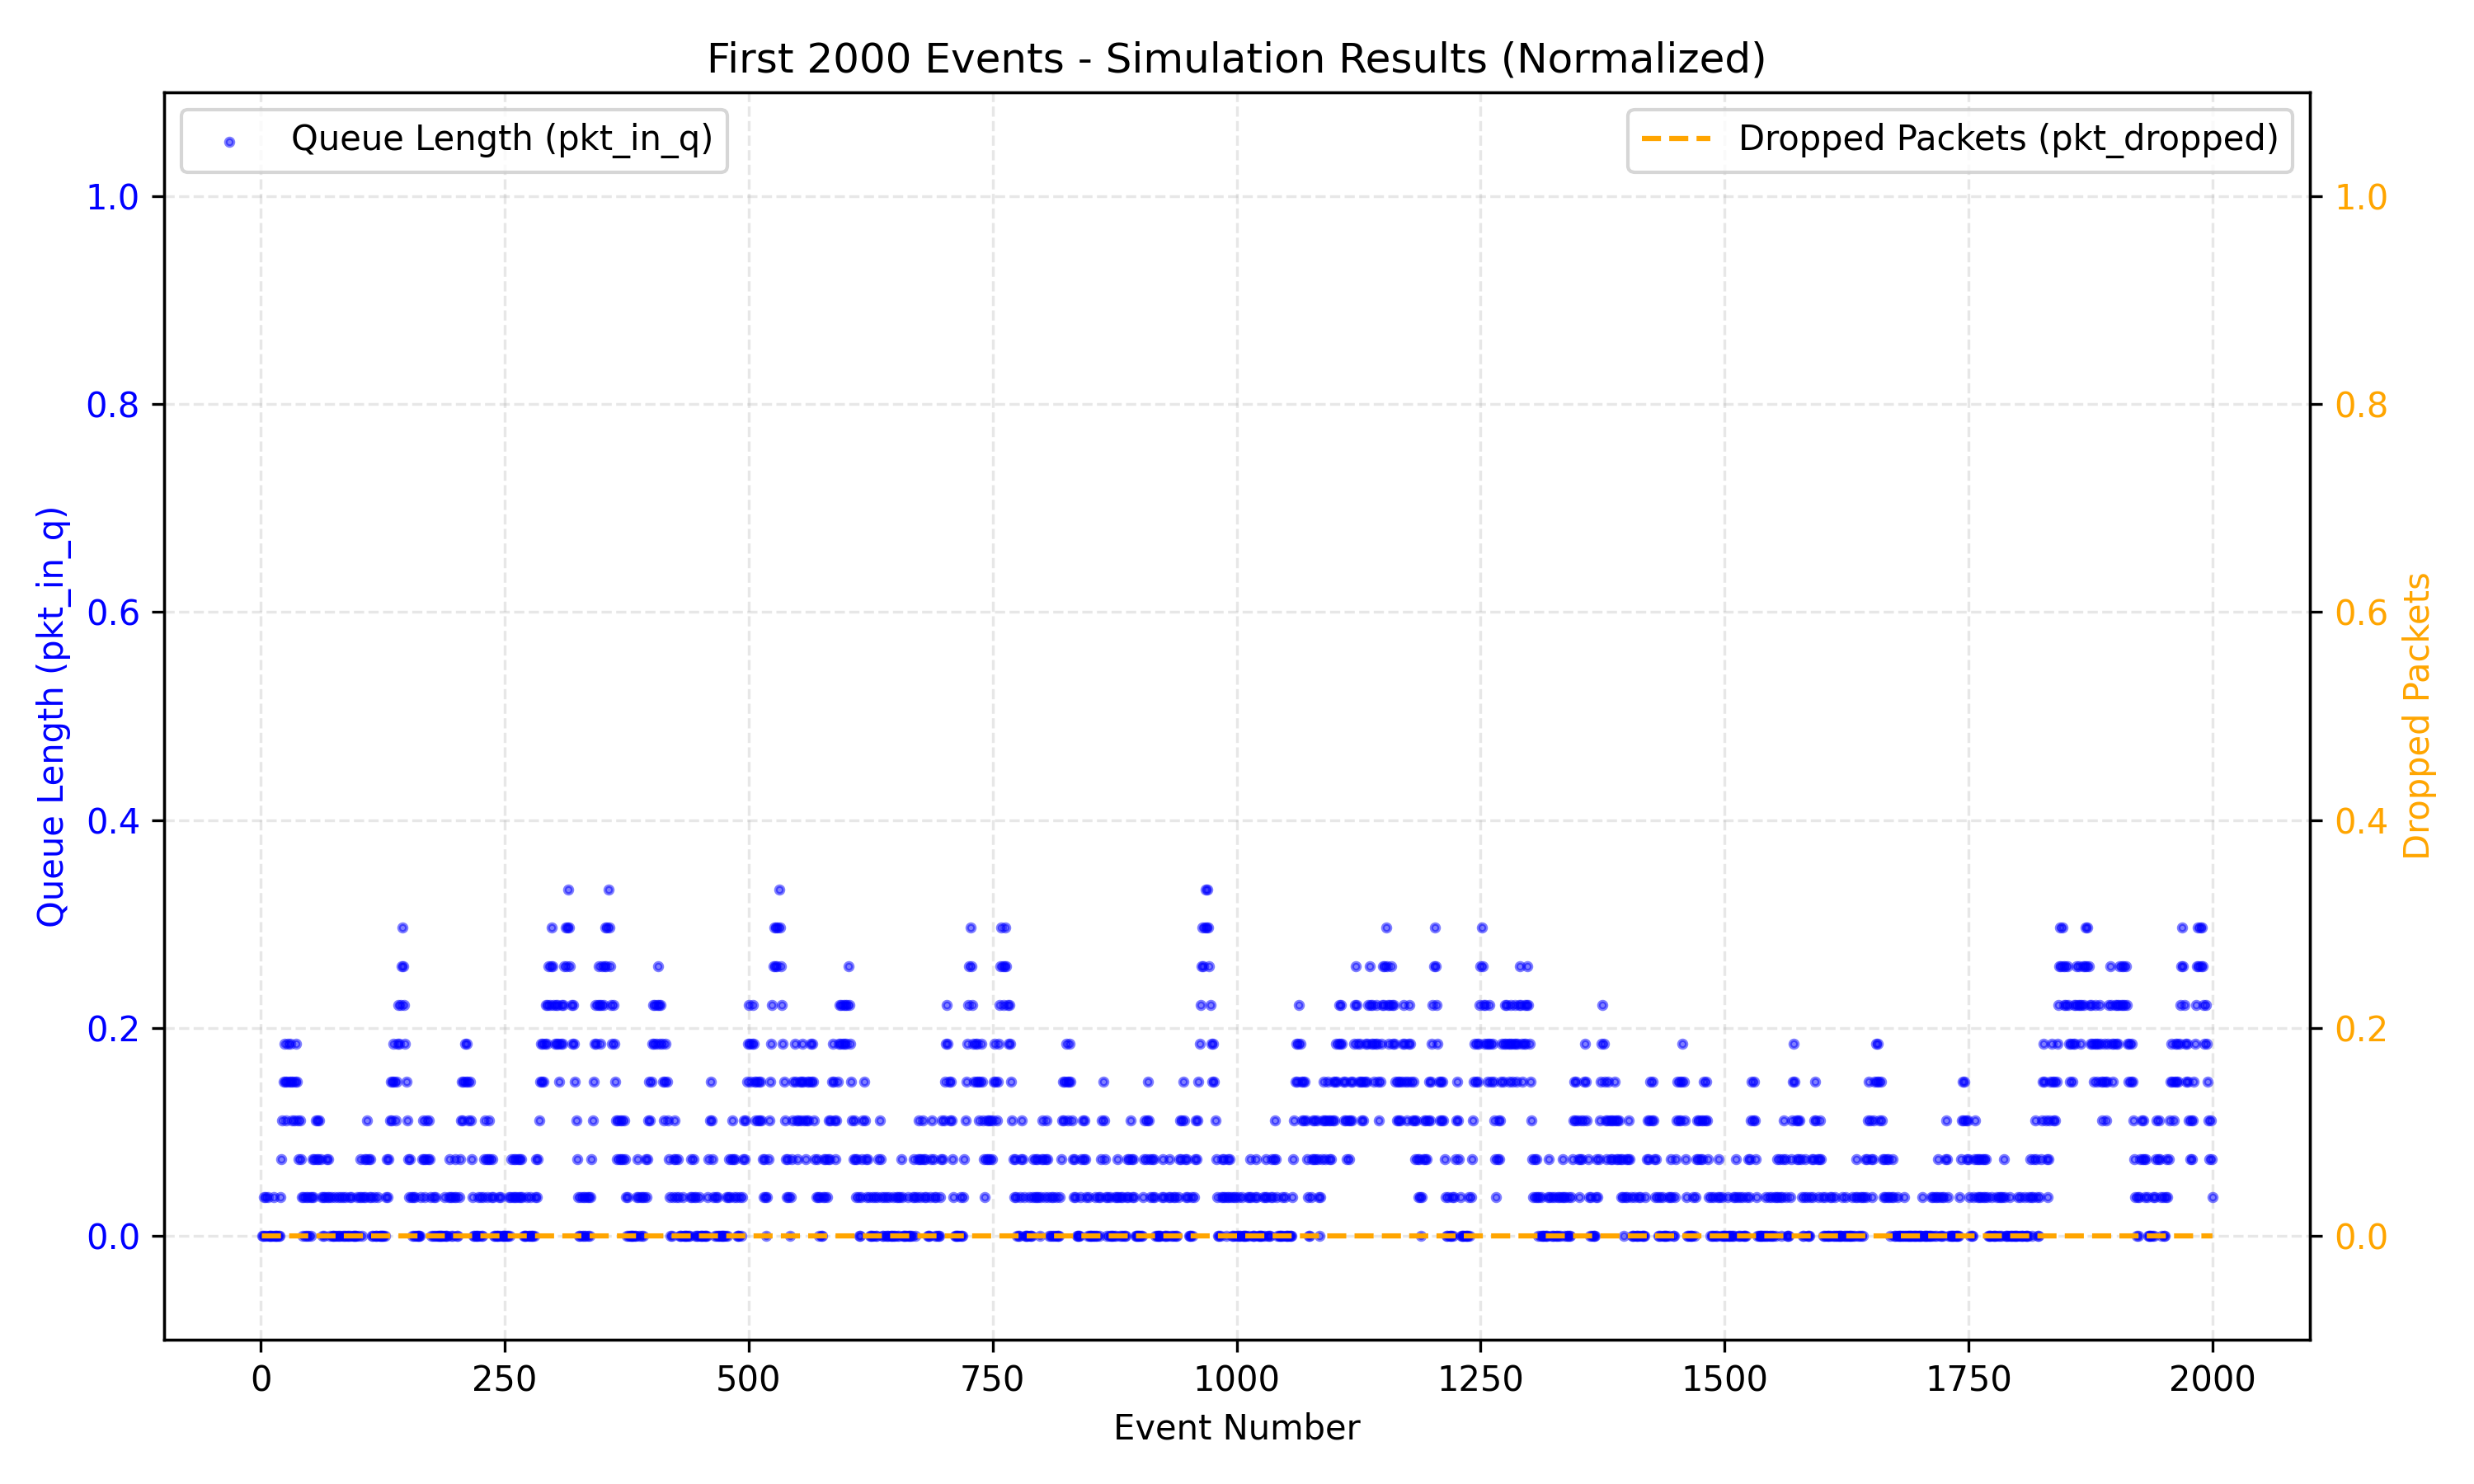 First 2000 Events - Simulation Results (Normalized)
Queue Length (pkt_in_q)
Dropped Packets (pkt_dropped)
1.0
0.8
0.6
0.4
0.2
0.0
Queue Length (pkt_in_q)
1.0
0.8
0.6
0.4
0.2
0.0
Dropped Packets
0 250 500 750 1000 1250 1500 1750 2000
Event Number